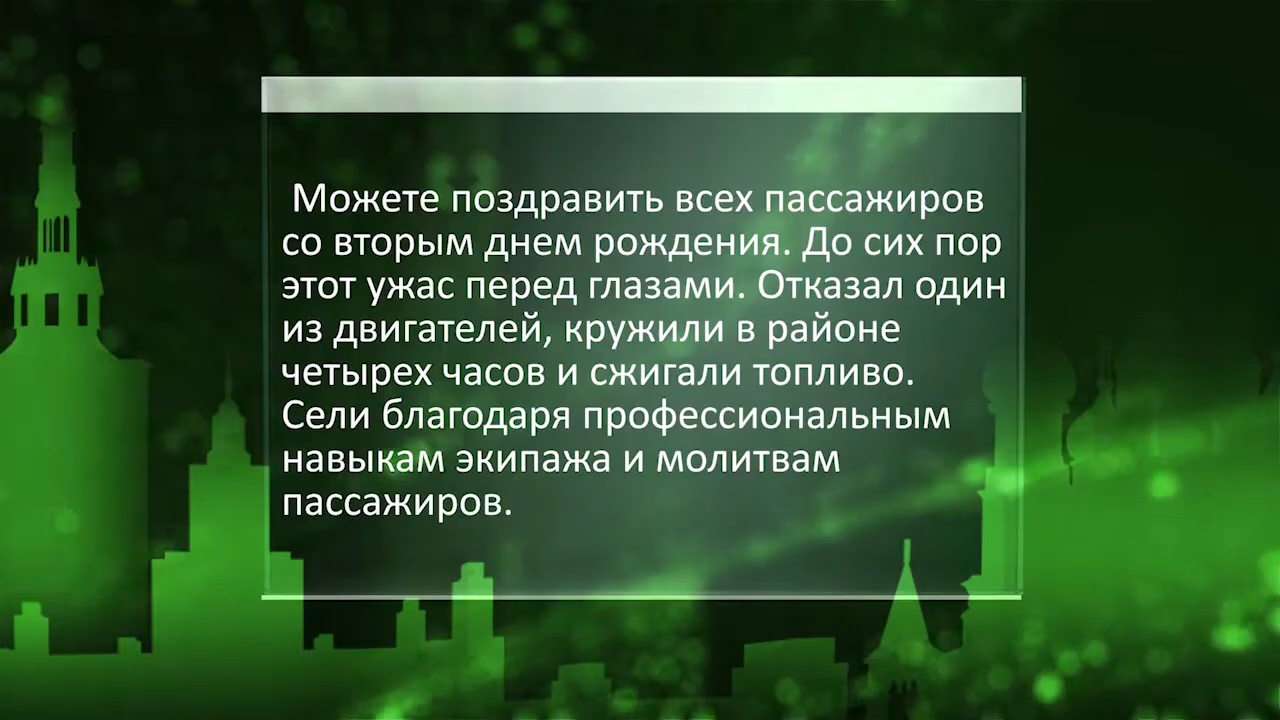 Можете поздравить всех пассажиров
со вторым днем рождения. До сих пор
этот ужас перед глазами. Отказал один
из двигателей, кружили в районе
четырех часов и сжигали топливо.
Сели благодаря профессиональным
навыкам экипажа и молитвам
пассажиров.